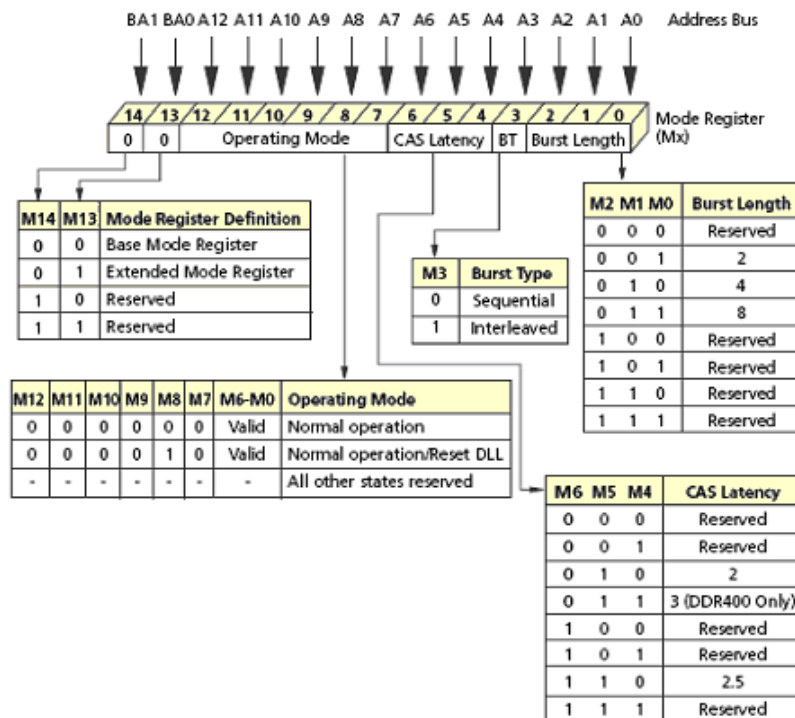 BA1 BA0 A12 A11 A10 A9 A8 A7 A6 A5 A4 A3 A2 A1 A0 Address Bus
14 13 12 11 10 9 8 7 6 5 4 3 2 1 0 Mode Register
(Mx)
0 0 Operating Mode CAS Latency BT Burst Length
M14 M13 Mode Register Definition
0 0 Base Mode Register
0 1 Extended Mode Register
1 0 Reserved
1 1 Reserved
M3 Burst Type
0 Sequential
1 Interleaved
M2 M1 M0 Burst Length
0 0 0 Reserved
0 0 1 2
0 1 0 4
0 1 1 8
1 0 0 Reserved
1 0 1 Reserved
1 1 0 Reserved
1 1 1 Reserved
M12 M11 M10 M9 M8 M7 M6-M0 Operating Mode
0 0 0 0 0 0 Valid Normal operation
0 0 0 0 1 0 Valid Normal operation/Reset DLL
- - - - - - - All other states reserved
M6 M5 M4 CAS Latency
0 0 0 Reserved
0 0 1 Reserved
0 1 0 2
0 1 1 3 (DDR400 Only)
1 0 0 Reserved
1 0 1 Reserved
1 1 0 2.5
1 1 1 Reserved